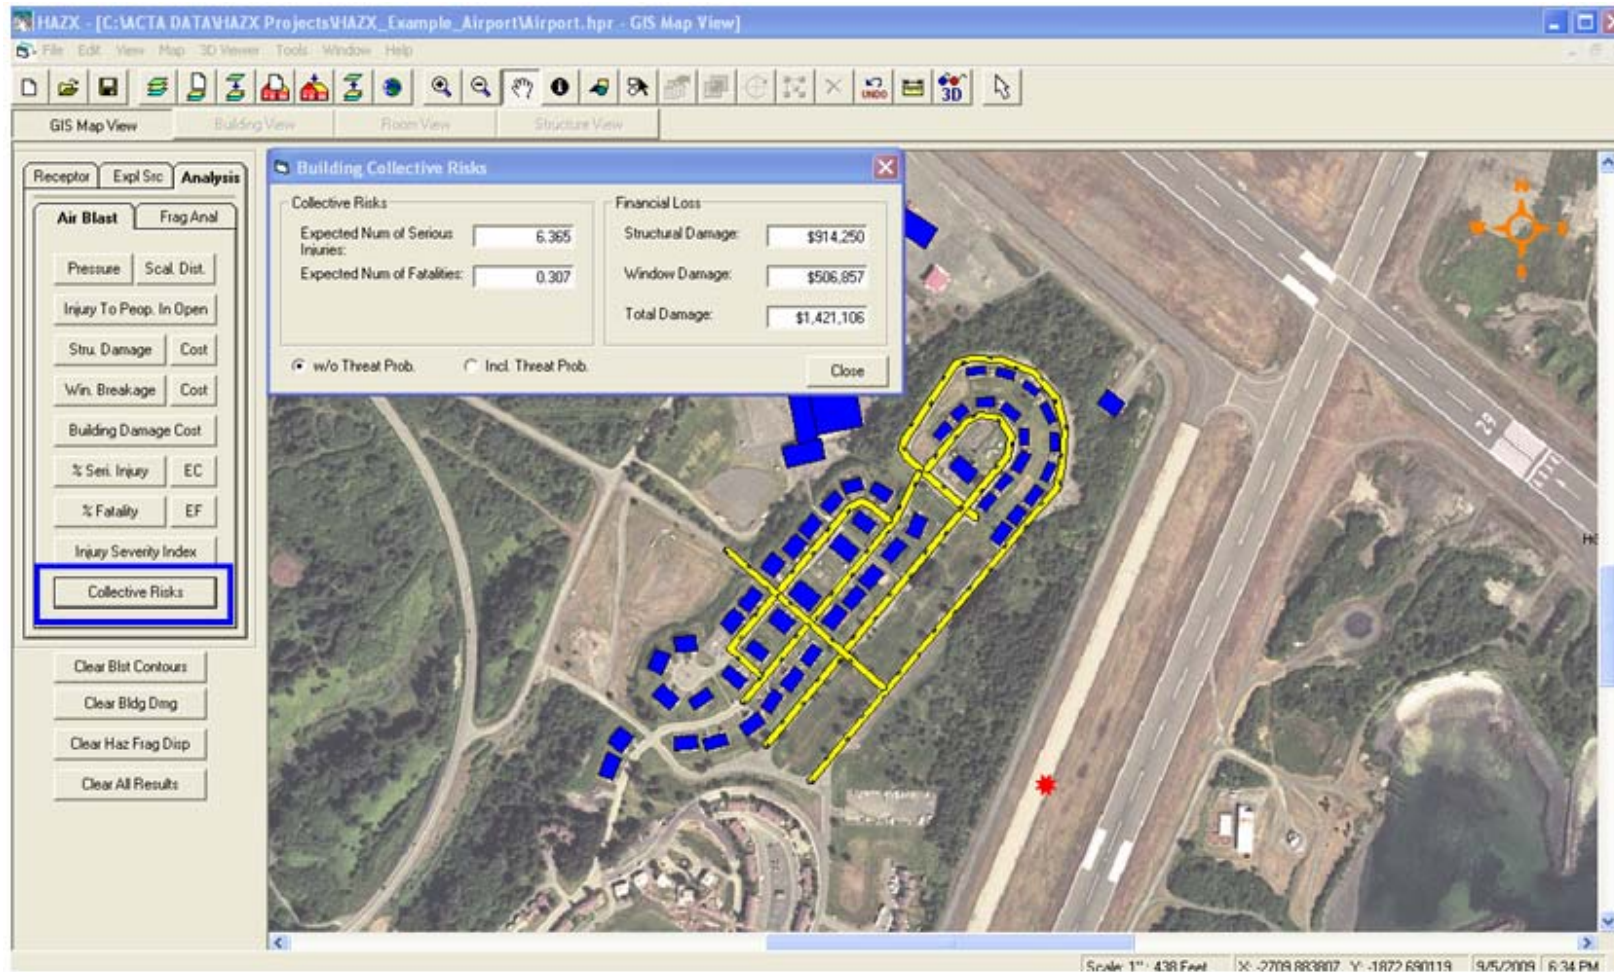 HAZX - [C:\ACTA DATA\HAZX Projects\HAZX_Example_Airport\Airport.hpr - GIS Map View]
File Edit View Map 3D Viewer Tools Window Help
UNDO 3D
GIS Map View Building View Room View Structure View
Receptor Expl Src Analysis
Air Blast Frag Anal
Pressure Scal. Dist.
Injury To Peop. In Open
Stru. Damage Cost
Win. Breakage Cost
Building Damage Cost
% Seri. Injury EC
% Fatality EF
Injury Severity Index
Collective Risks
Clear Blst Contours
Clear Bldg Dmg
Clear Haz Frag Disp
Clear All Results
Building Collective Risks
Collective Risks
Expected Num of Serious
Injuries:
6.365
Expected Num of Fatalities: 0.307
Financial Loss
Structural Damage: $914,250
Window Damage: $506,857
Total Damage: $1,421,106
w/o Threat Prob. Incl. Threat Prob.
Close
N
W E
S
29
He
Scale: 1" : 438 Feet X: -2709.883807 Y: -1872.690119 9/5/2009 6:34 PM